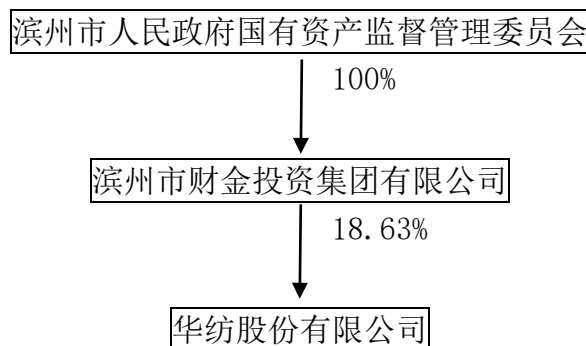 滨州市人民政府国有资产监督管理委员会
100%
滨州市财金投资集团有限公司
18.63%
华纺股份有限公司